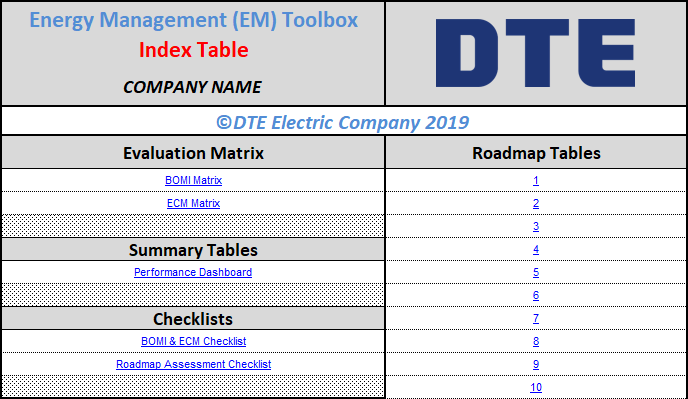 Energy Management (EM) Toolbox
Index Table
COMPANY NAME
DTE
©DTE Electric Company 2019
Evaluation Matrix
Roadmap Tables
BOMI Matrix
1
ECM Matrix
2
3
Summary Tables
4
Performance Dashboard
5
6
Checklists
7
BOMI & ECM Checklist
8
Roadmap Assessment Checklist
9
10